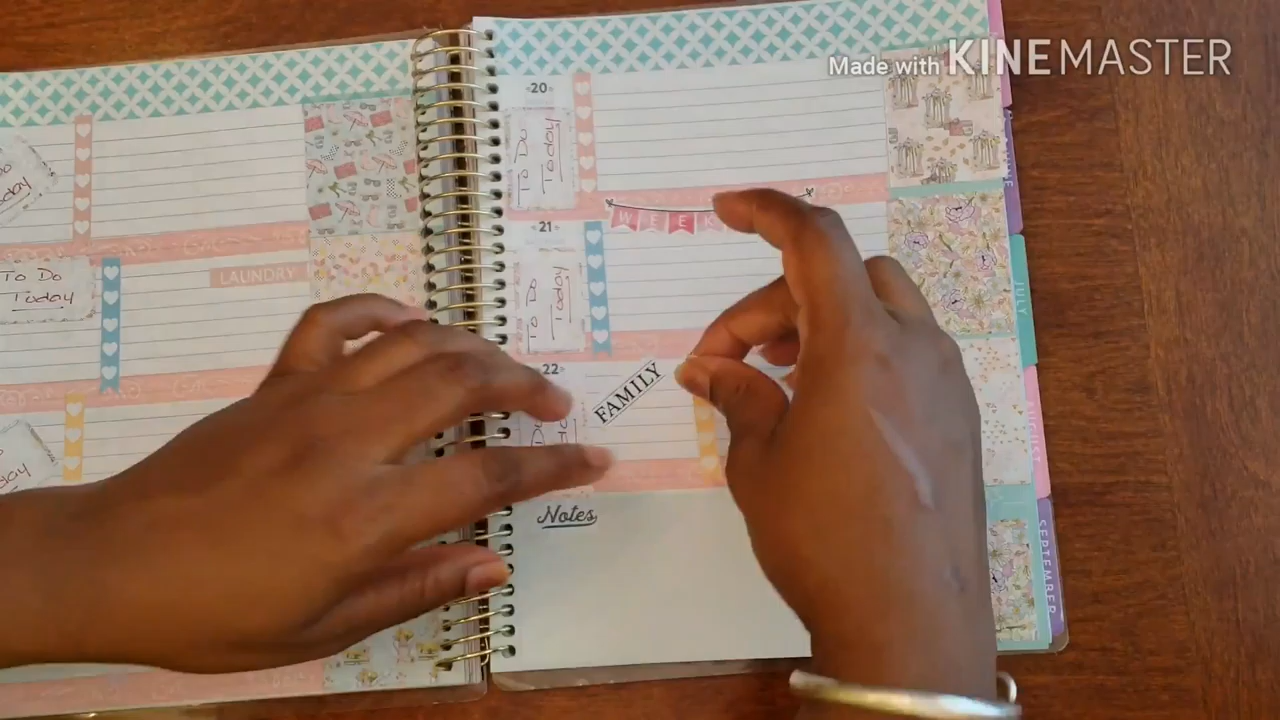 Made with KINEMASTER
20
To Do
Today
WEEK
21
LAUNDRY
To Do
Today
To Do
Today
22
FAMILY
Notes
JULY
AUGUST
SEPTEMBER